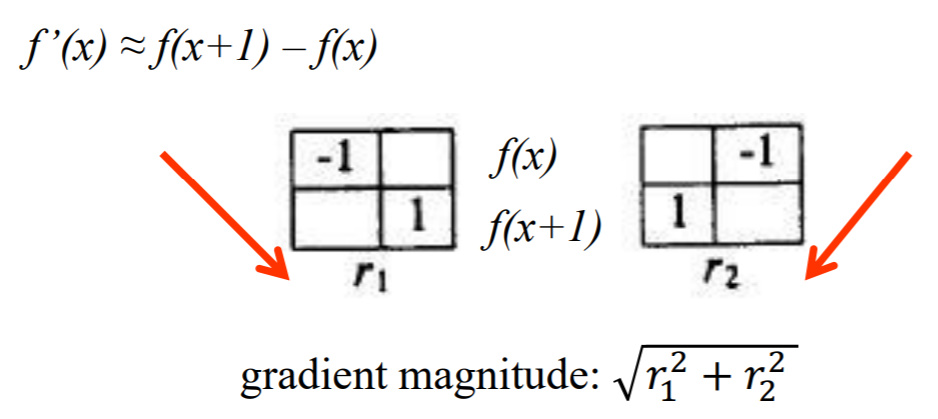 f’(x) ≈ f(x+1) – f(x)
-1 f(x) -1
1 f(x+1) 1
r₁ r₂
gradient magnitude: √(r₁² + r₂²)